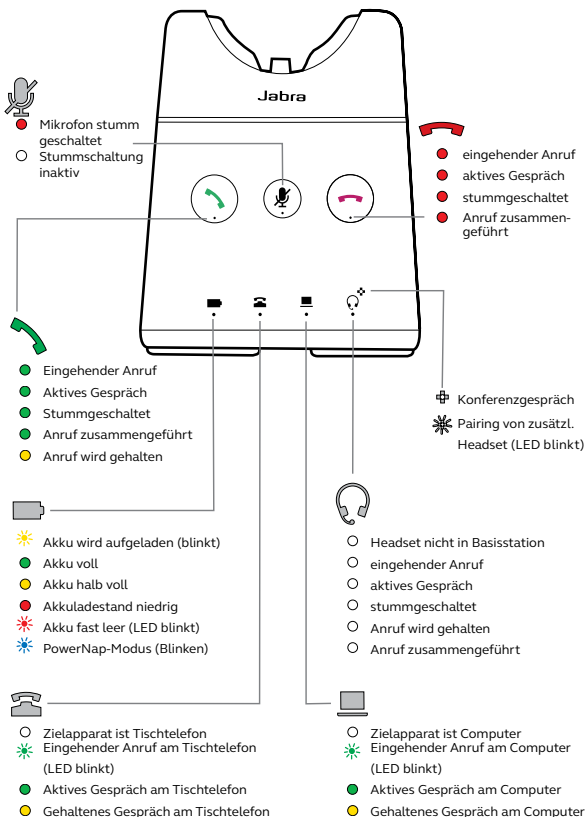 Jabra
Mikrofon stumm
geschaltet
Stummschaltung
inaktiv
eingehender Anruf
aktives Gespräch
stummgeschaltet
Anruf zusammen-
geführt
Eingehender Anruf
Aktives Gespräch
Stummgeschaltet
Anruf zusammengeführt
Anruf wird gehalten
Konferenzgespräch
Pairing von zusätzl.
Headset (LED blinkt)
Akku wird aufgeladen (blinkt)
Akku voll
Akku halb voll
Akkuladestand niedrig
Akku fast leer (LED blinkt)
PowerNap-Modus (Blinken)
Headset nicht in Basisstation
eingehender Anruf
aktives Gespräch
stummgeschaltet
Anruf wird gehalten
Anruf zusammengeführt
Zielapparat ist Tischtelefon
Eingehender Anruf am Tischtelefon
(LED blinkt)
Aktives Gespräch am Tischtelefon
Gehaltenes Gespräch am Tischtelefon
Zielapparat ist Computer
Eingehender Anruf am Computer
(LED blinkt)
Aktives Gespräch am Computer
Gehaltenes Gespräch am Computer